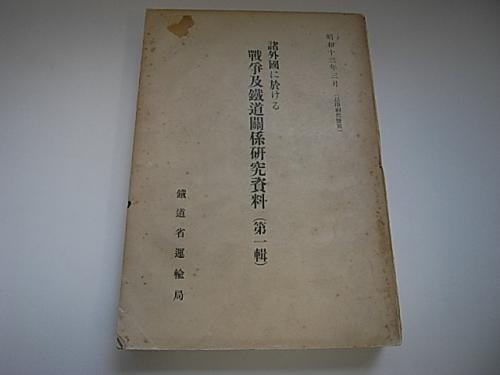 昭和十三年三月
諸外國に於ける
戰爭及鐵道關係研究資料（第一輯）
鐵道省運輸局